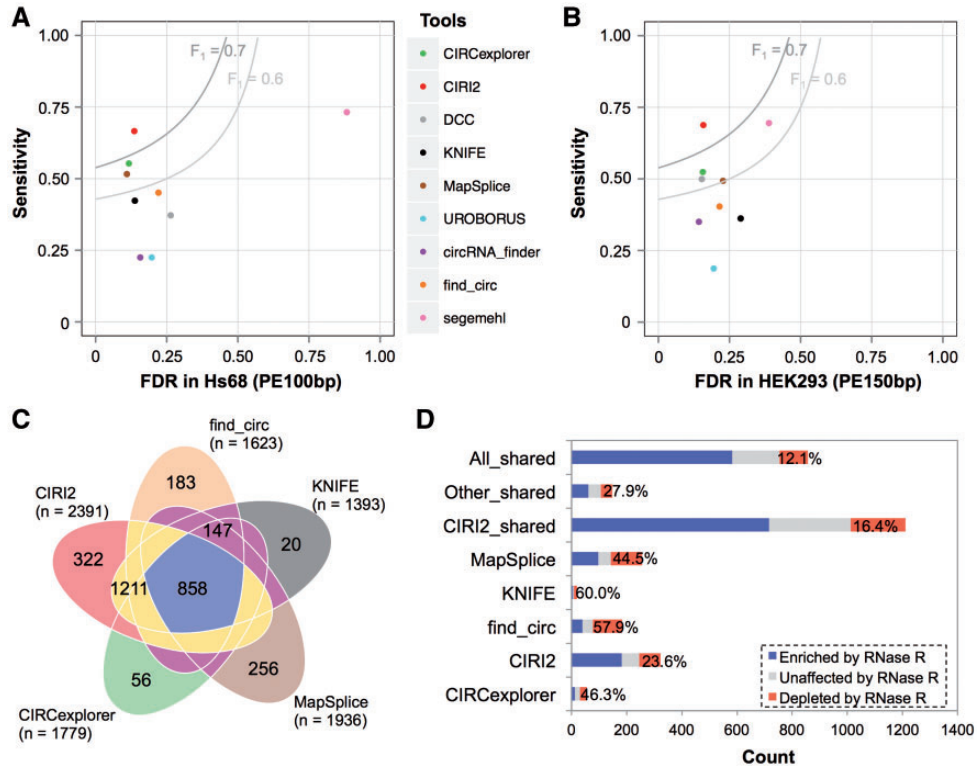 A
1.00
0.75
0.50
0.25
0
Sensitivity
F1 = 0.7
F1 = 0.6
0
0.25
0.50
0.75
1.00
FDR in Hs68 (PE100bp)
Tools
CIRCexplorer
CIRI2
DCC
KNIFE
MapSplice
UROBORUS
circRNA_finder
find_circ
segemehl
B
1.00
0.75
0.50
0.25
0
Sensitivity
F1 = 0.7
F1 = 0.6
0
0.25
0.50
0.75
1.00
FDR in HEK293 (PE150bp)
C
find_circ
(n = 1623)
KNIFE
(n = 1393)
CIRI2
(n = 2391)
183
147
20
322
1211
858
56
256
CIRCexplorer
(n = 1779)
MapSplice
(n = 1936)
D
All_shared
12.1%
Other_shared
27.9%
CIRI2_shared
16.4%
MapSplice
44.5%
KNIFE
60.0%
find_circ
57.9%
CIRI2
23.6%
CIRCexplorer
46.3%
Enriched by RNase R
Unaffected by RNase R
Depleted by RNase R
0
200
400
600
800
1000
1200
1400
Count